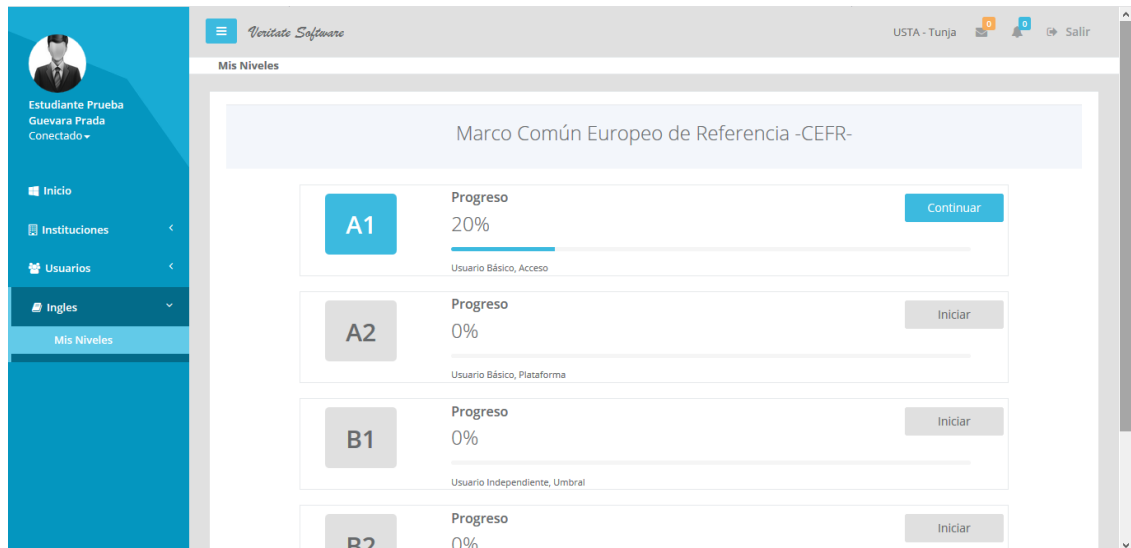 Veritate Software
USTA - Tunja
0
0
Salir
Mis Niveles
Estudiante Prueba
Guevara Prada
Conectado
Inicio
Instituciones
Usuarios
Ingles
Mis Niveles
Marco Común Europeo de Referencia -CEFR-
A1
Progreso
20%
Usuario Básico, Acceso
Continuar
A2
Progreso
0%
Usuario Básico, Plataforma
Iniciar
B1
Progreso
0%
Usuario Independiente, Umbral
Iniciar
B2
Progreso
0%
Iniciar